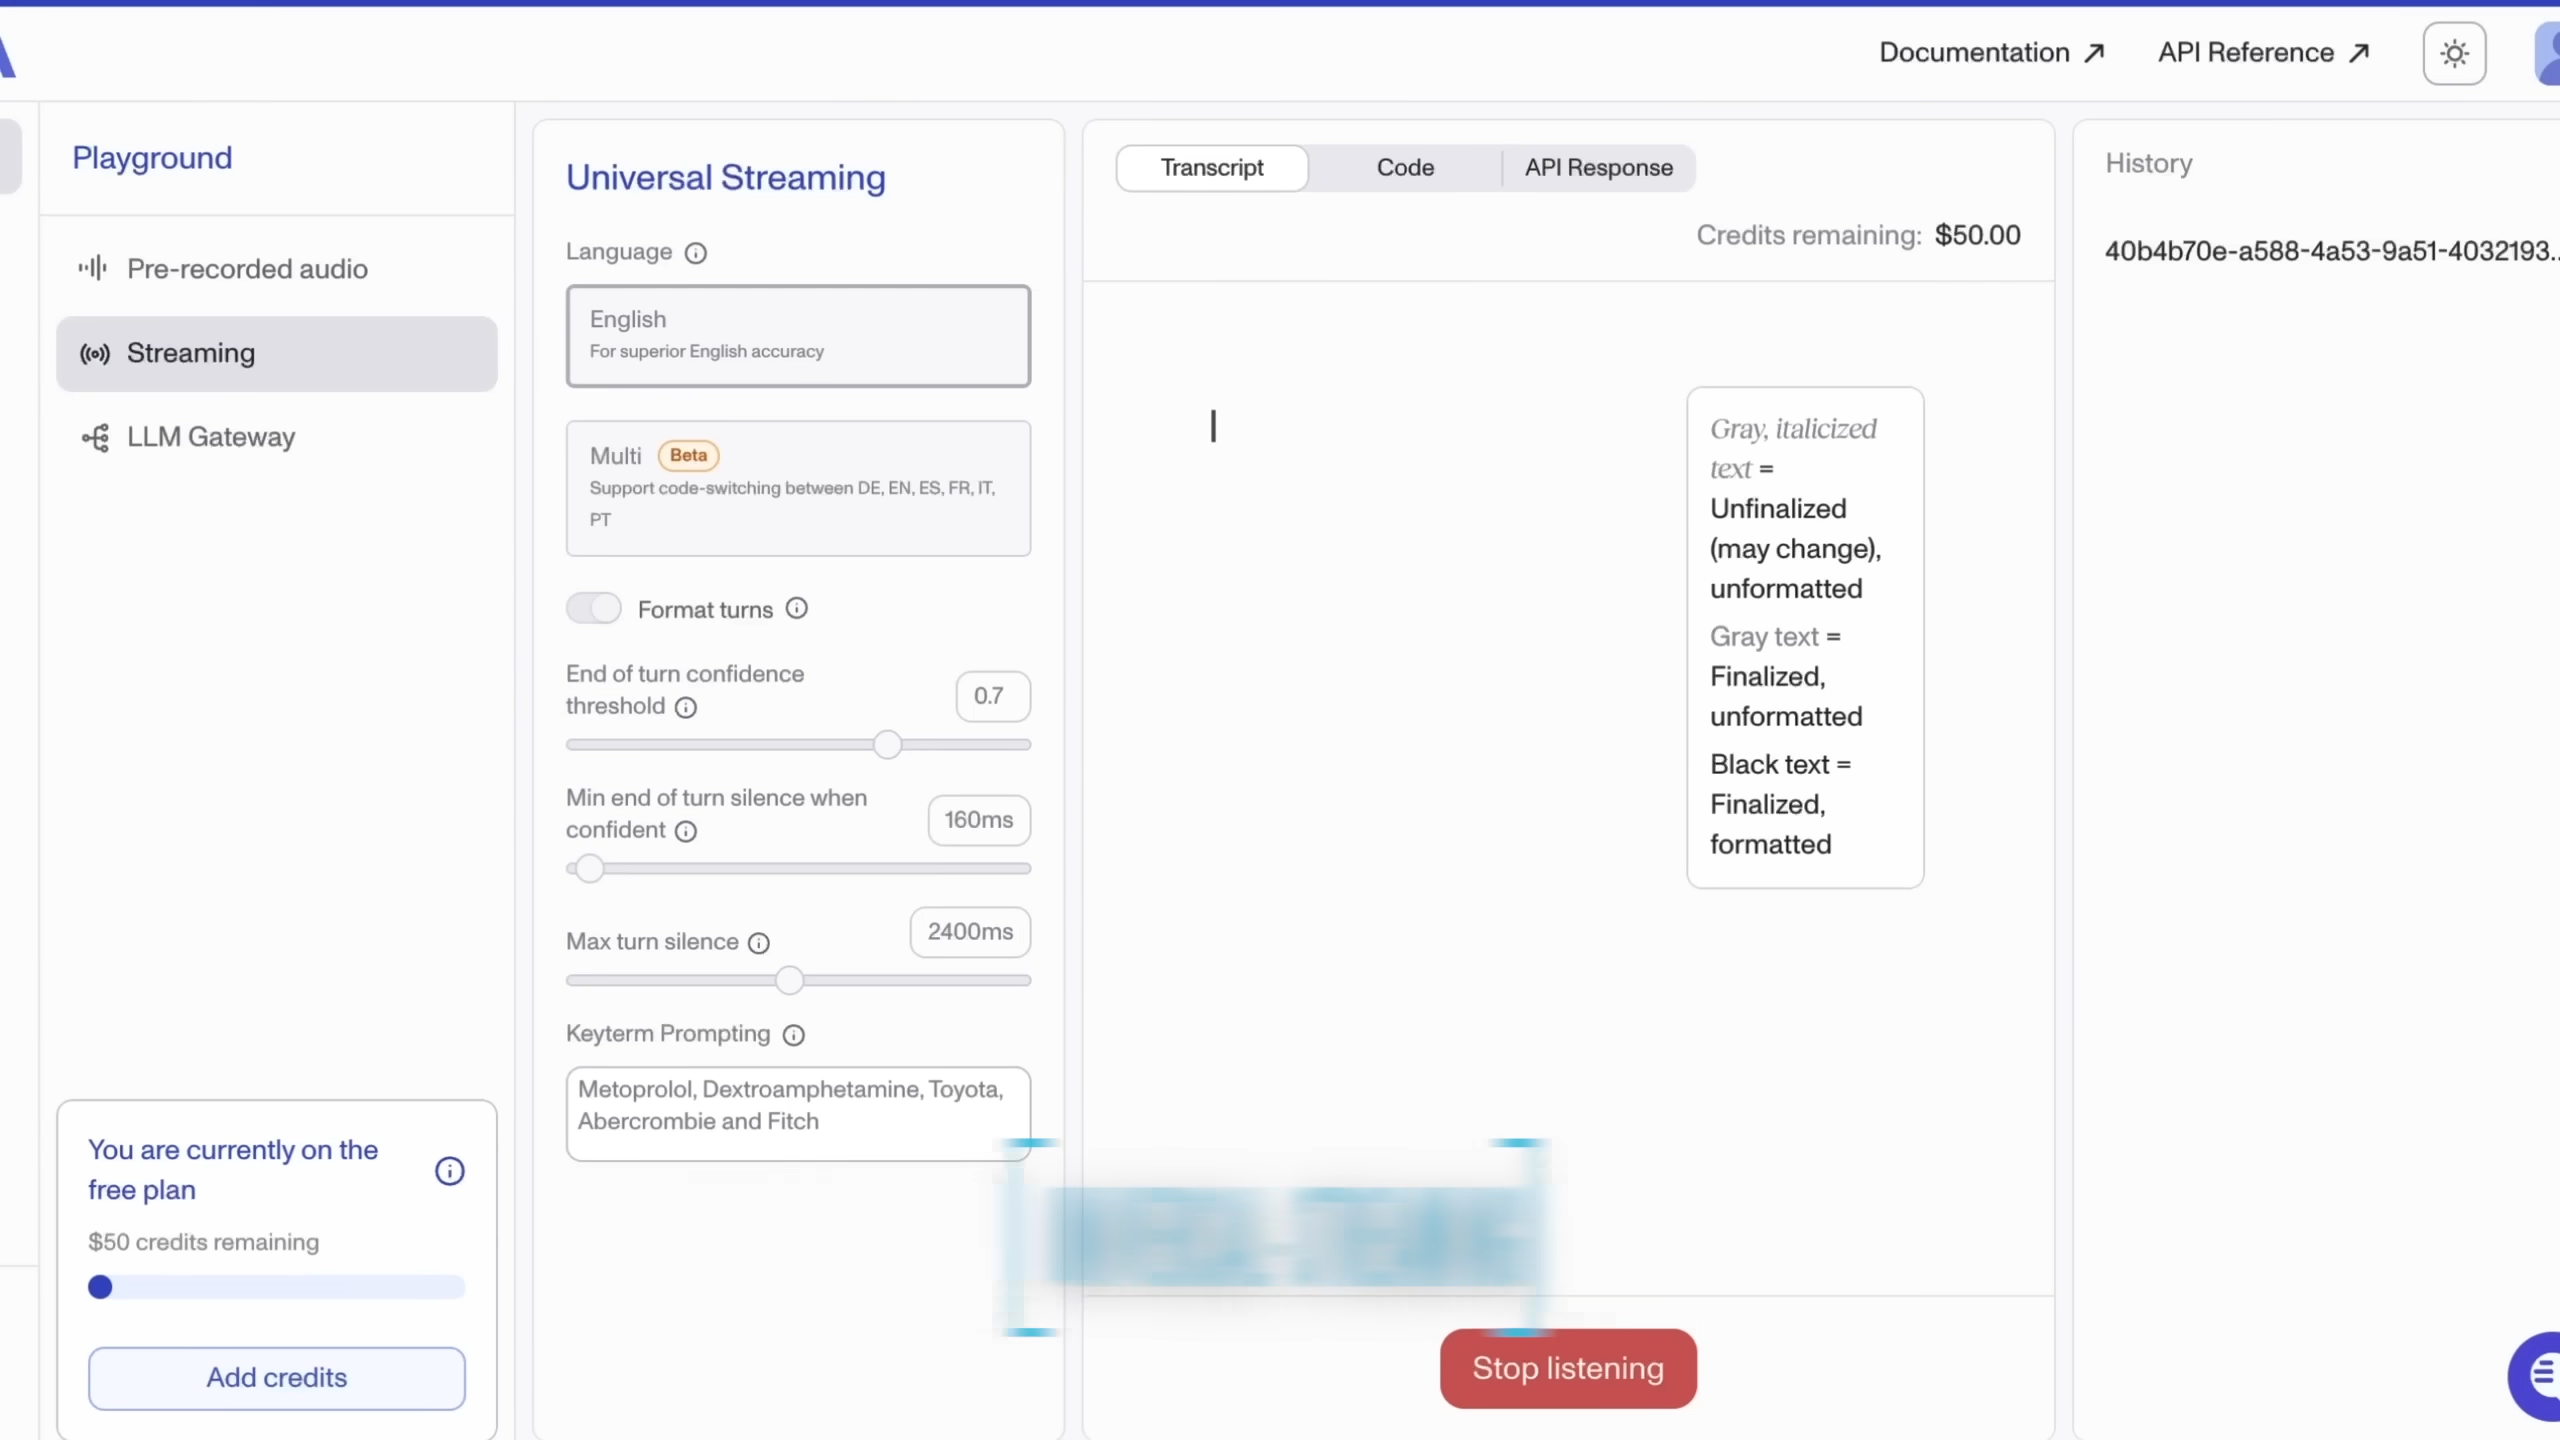 Documentation
API Reference
Playground
Pre-recorded audio
Streaming
LLM Gateway
You are currently on the
free plan
$50 credits remaining
Add credits
Universal Streaming
Language
English
For superior English accuracy
Multi Beta
Support code-switching between DE, EN, ES, FR, IT,
PT
Format turns
End of turn confidence
threshold
0.7
Min end of turn silence when
confident
160ms
Max turn silence
2400ms
Keyterm Prompting
Metoprolol, Dextroamphetamine, Toyota,
Abercrombie and Fitch
Transcript
Code
API Response
Credits remaining: $50.00
Gray, italicized
text =
Unfinalized
(may change),
unformatted
Gray text =
Finalized,
unformatted
Black text =
Finalized,
formatted
Stop listening
History
40b4b70e-a588-4a53-9a51-4032193..